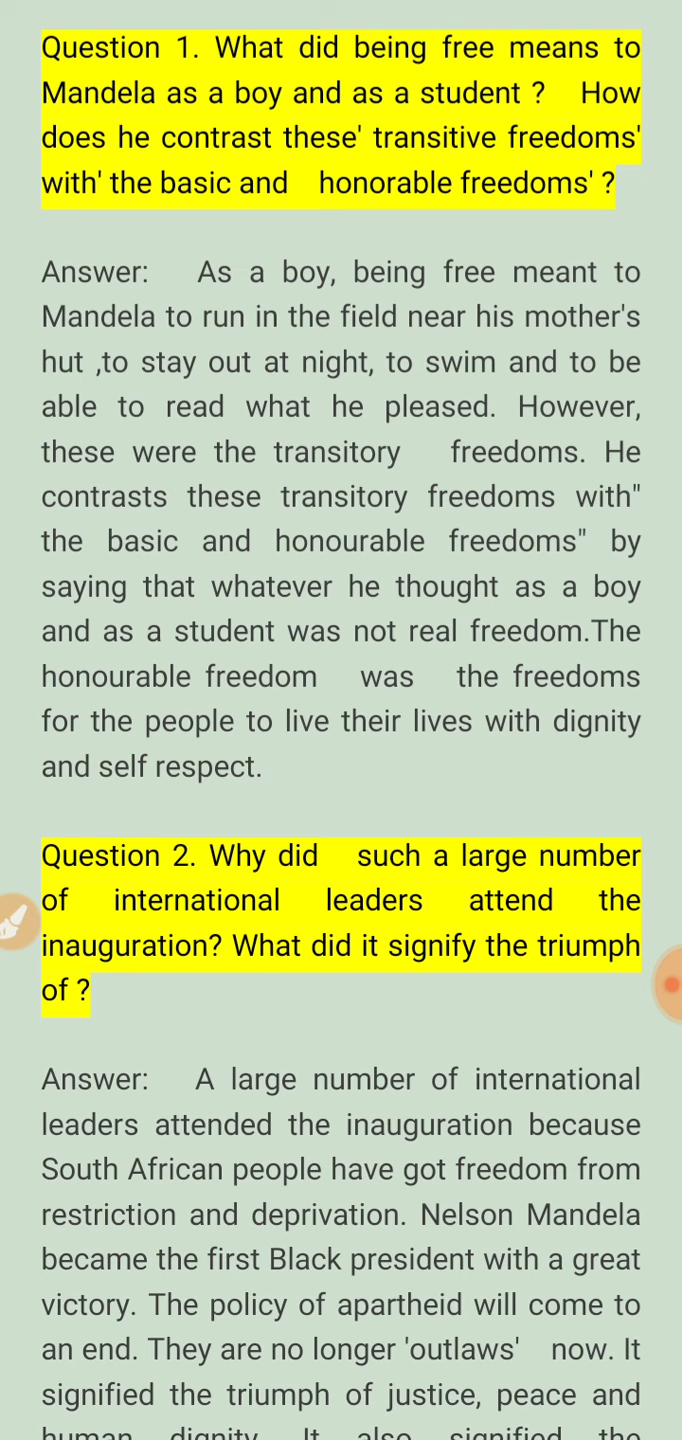 Question 1. What did being free means to
Mandela as a boy and as a student ? How
does he contrast these' transitive freedoms'
with' the basic and honorable freedoms' ?
Answer: As a boy, being free meant to
Mandela to run in the field near his mother's
hut ,to stay out at night, to swim and to be
able to read what he pleased. However,
these were the transitory freedoms. He
contrasts these transitory freedoms with"
the basic and honourable freedoms" by
saying that whatever he thought as a boy
and as a student was not real freedom.The
honourable freedom was the freedoms
for the people to live their lives with dignity
and self respect.
Question 2. Why did such a large number
of international leaders attend the
inauguration? What did it signify the triumph
of ?
Answer: A large number of international
leaders attended the inauguration because
South African people have got freedom from
restriction and deprivation. Nelson Mandela
became the first Black president with a great
victory. The policy of apartheid will come to
an end. They are no longer 'outlaws' now. It
signified the triumph of justice, peace and
human dignity. It also signified the